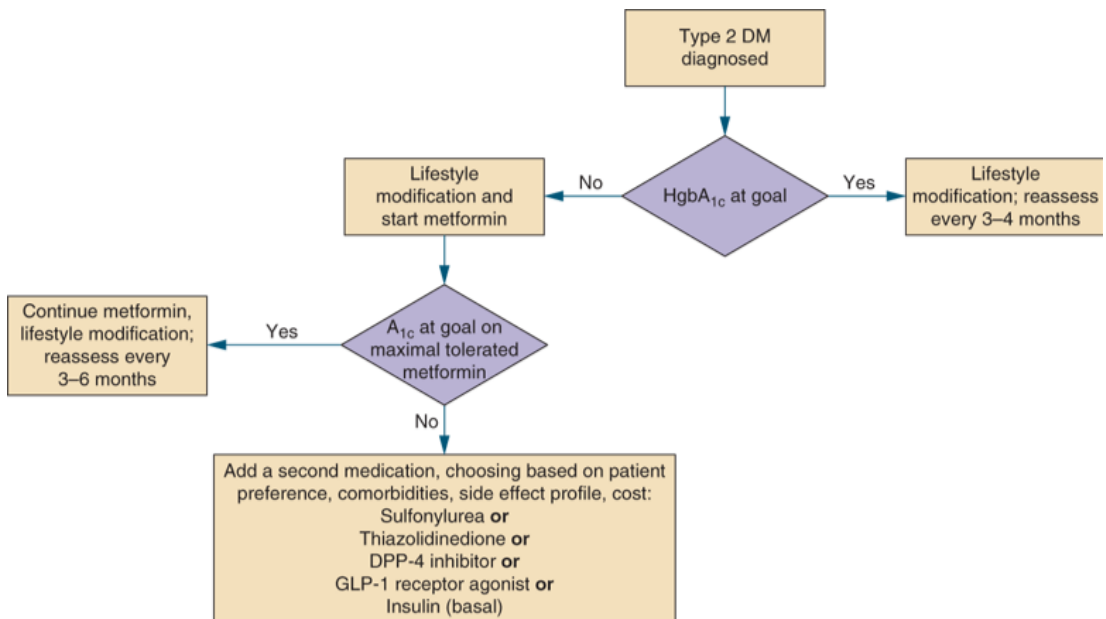 Type 2 DM
diagnosed
HgbA1c at goal
No
Yes
Lifestyle
modification and
start metformin
Lifestyle
modification; reassess
every 3–4 months
A1c at goal on
maximal tolerated
metformin
Yes
Continue metformin,
lifestyle modification;
reassess every
3–6 months
No
Add a second medication, choosing based on patient
preference, comorbidities, side effect profile, cost:
Sulfonylurea or
Thiazolidinedione or
DPP-4 inhibitor or
GLP-1 receptor agonist or
Insulin (basal)